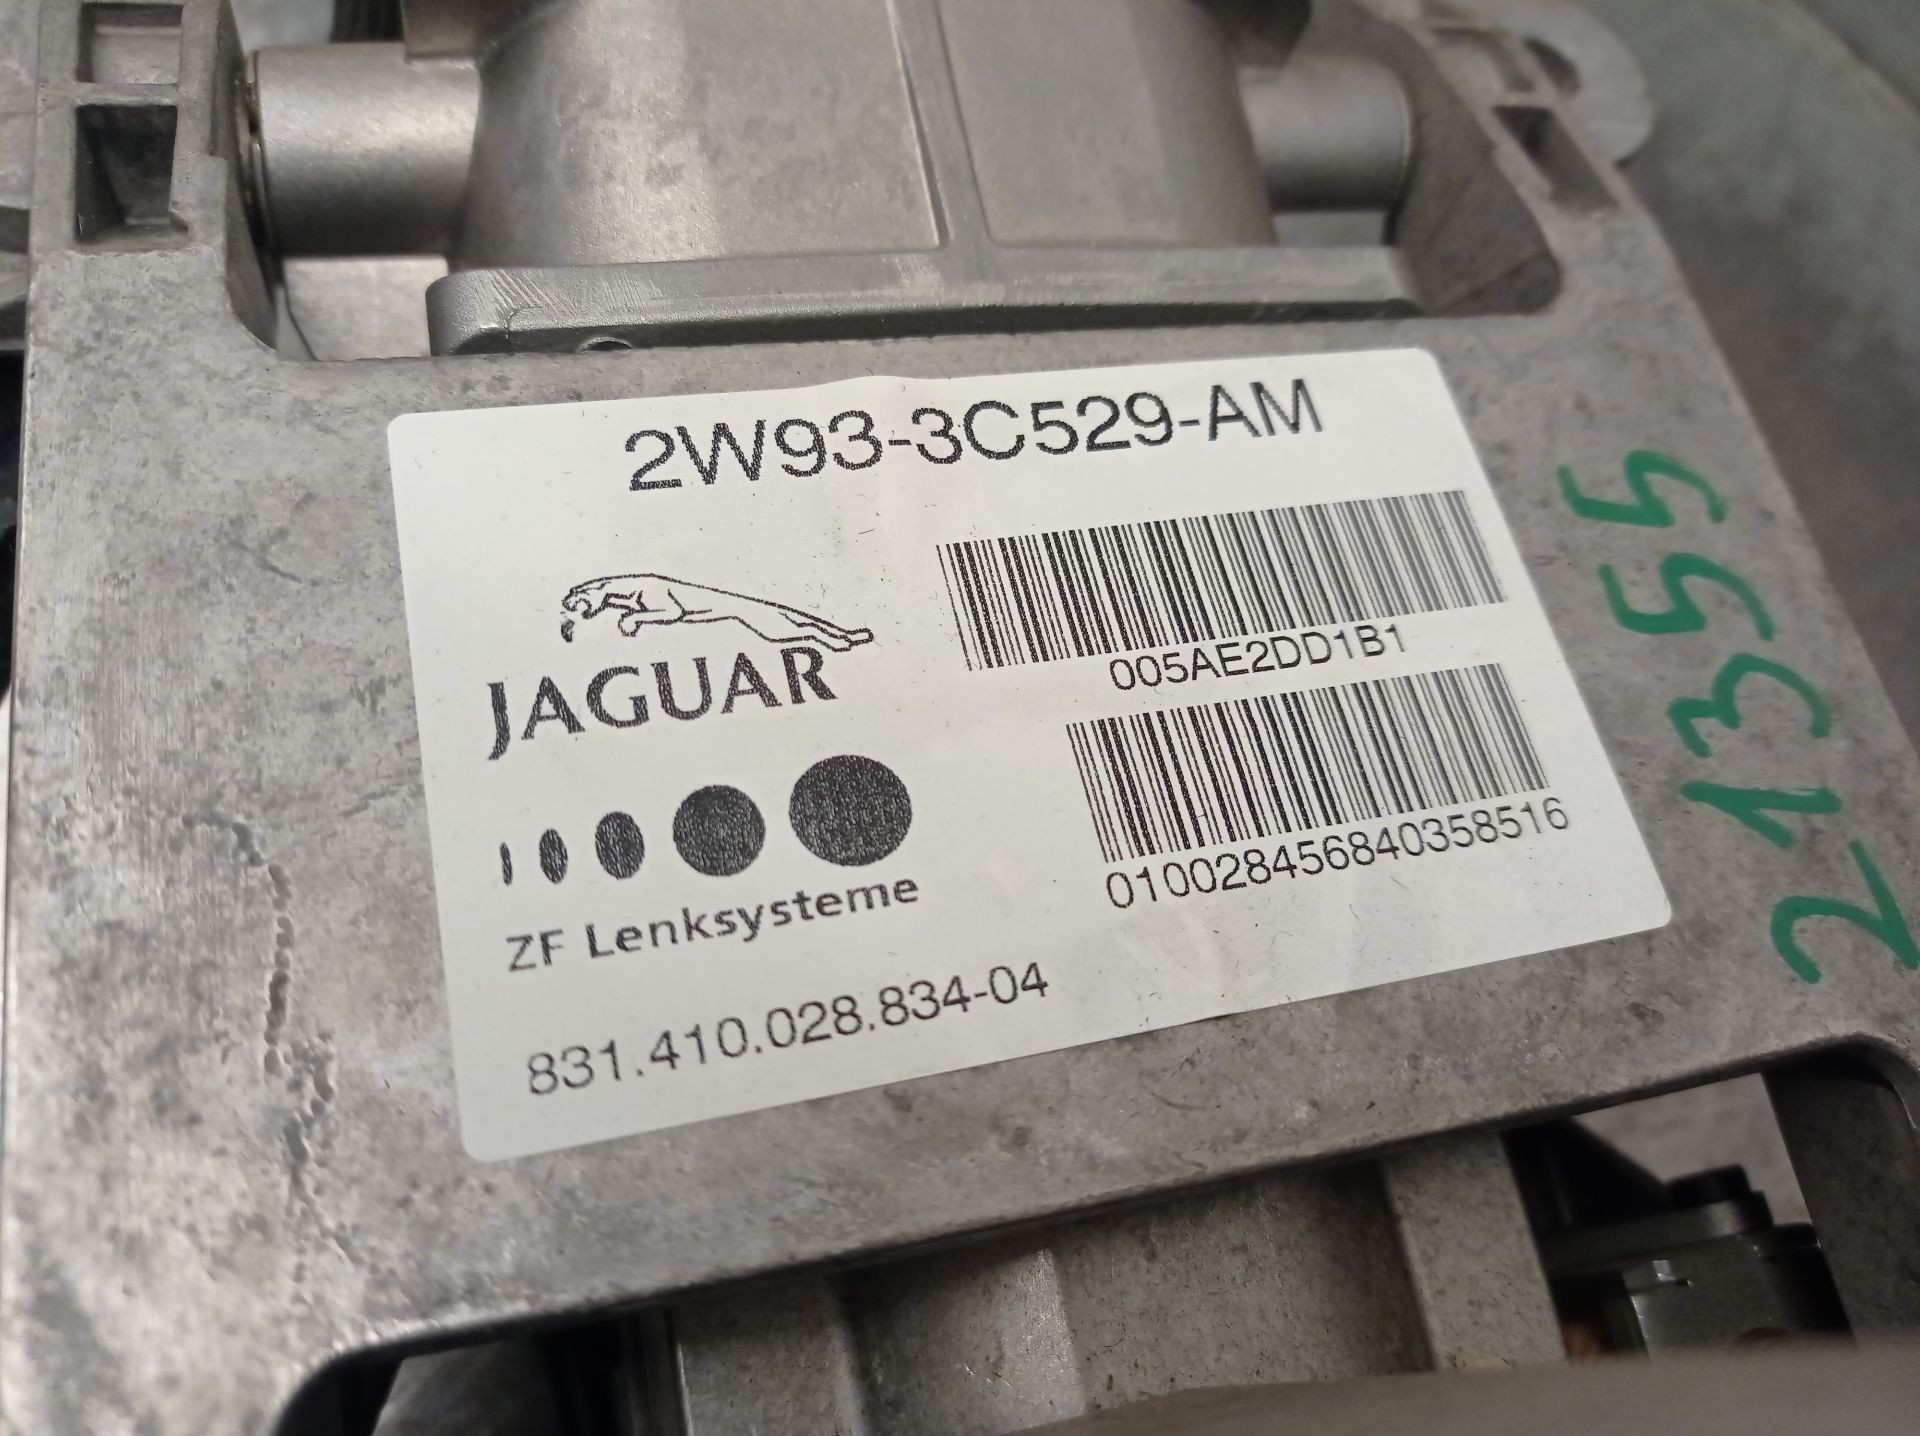 2W93-3C529-AM
005AE2DD1B1
JAGUAR
010028456840358516
ZF Lenksysteme
831.410.028.834-04
21355